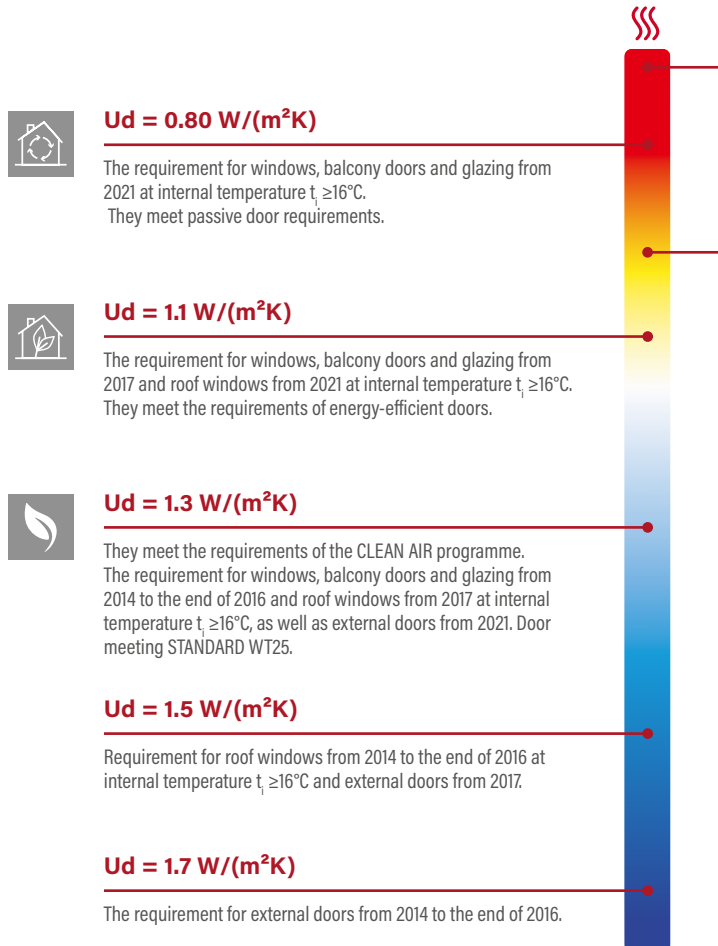 Ud = 0.80 W/(m²K)
The requirement for windows, balcony doors and glazing from
2021 at internal temperature tᵢ ≥16°C.
They meet passive door requirements.
Ud = 1.1 W/(m²K)
The requirement for windows, balcony doors and glazing from
2017 and roof windows from 2021 at internal temperature tᵢ ≥16°C.
They meet the requirements of energy-efficient doors.
Ud = 1.3 W/(m²K)
They meet the requirements of the CLEAN AIR programme.
The requirement for windows, balcony doors and glazing from
2014 to the end of 2016 and roof windows from 2017 at internal
temperature tᵢ ≥16°C, as well as external doors from 2021. Door
meeting STANDARD WT25.
Ud = 1.5 W/(m²K)
Requirement for roof windows from 2014 to the end of 2016 at
internal temperature tᵢ ≥16°C and external doors from 2017.
Ud = 1.7 W/(m²K)
The requirement for external doors from 2014 to the end of 2016.